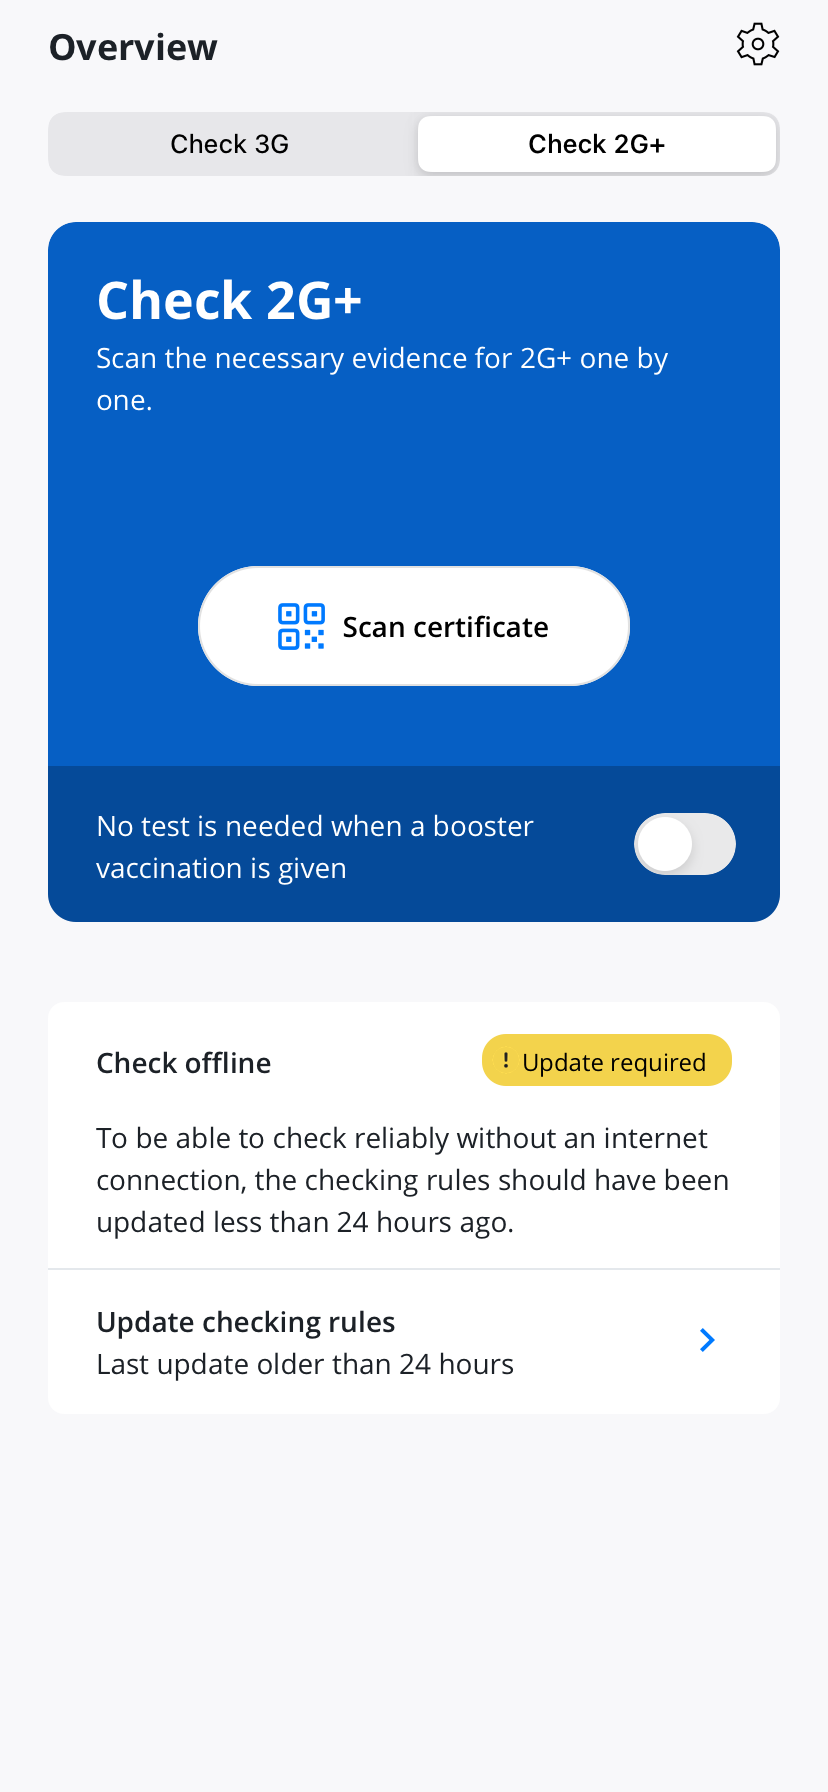 Overview
Check 3G
Check 2G+
Check 2G+
Scan the necessary evidence for 2G+ one by
one.
Scan certificate
No test is needed when a booster
vaccination is given
Check offline
! Update required
To be able to check reliably without an internet
connection, the checking rules should have been
updated less than 24 hours ago.
Update checking rules
Last update older than 24 hours